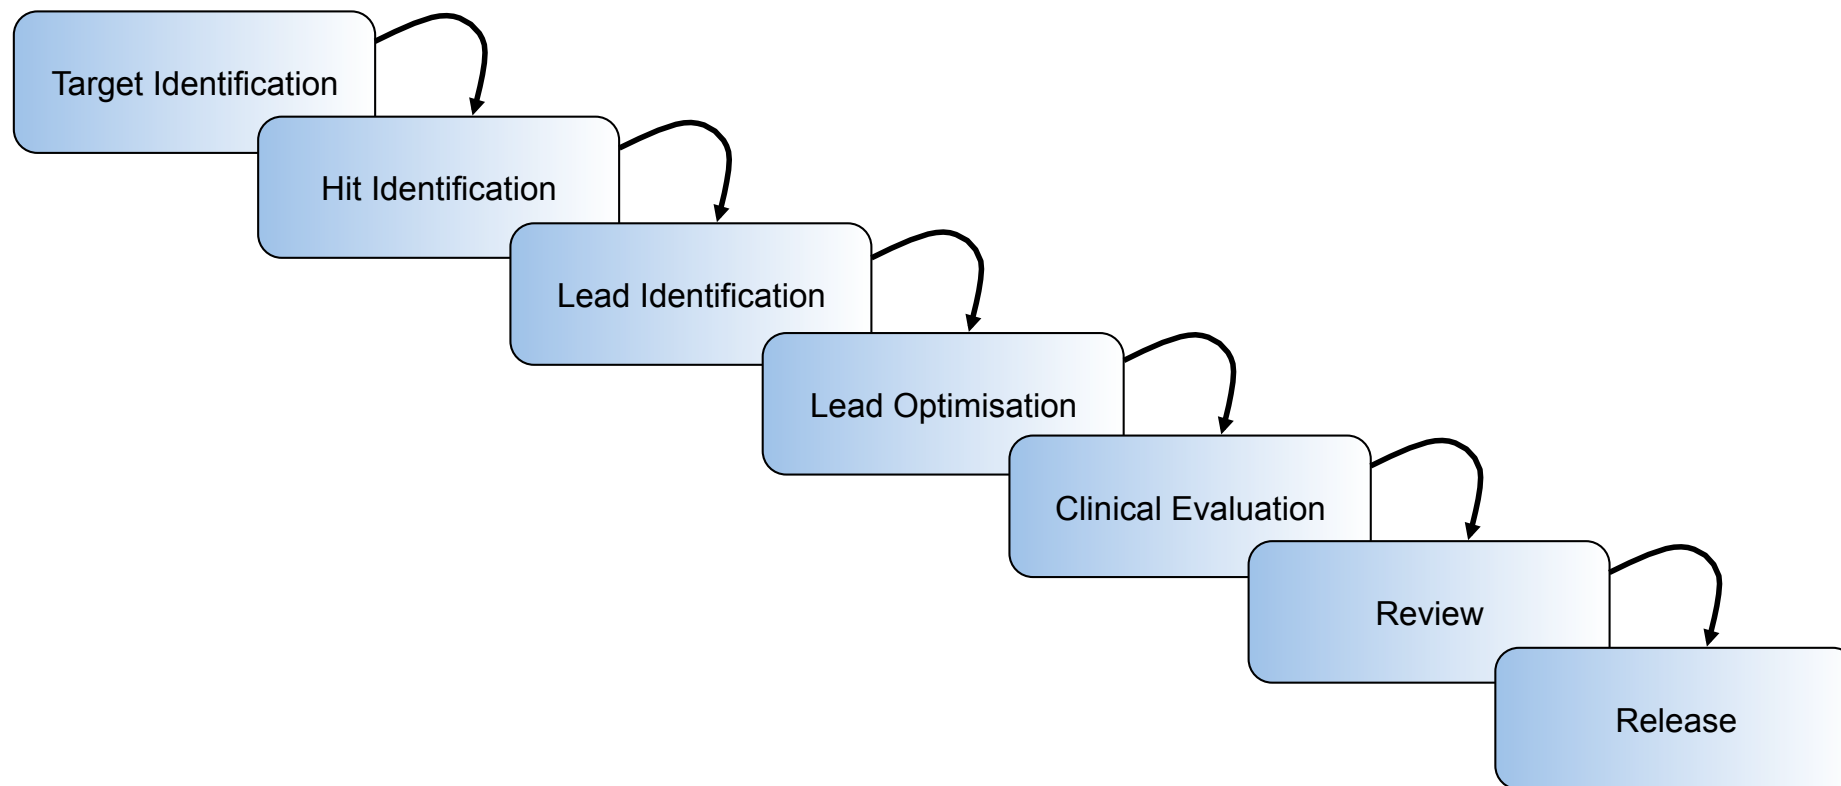 Target Identification
Hit Identification
Lead Identification
Lead Optimisation
Clinical Evaluation
Review
Release